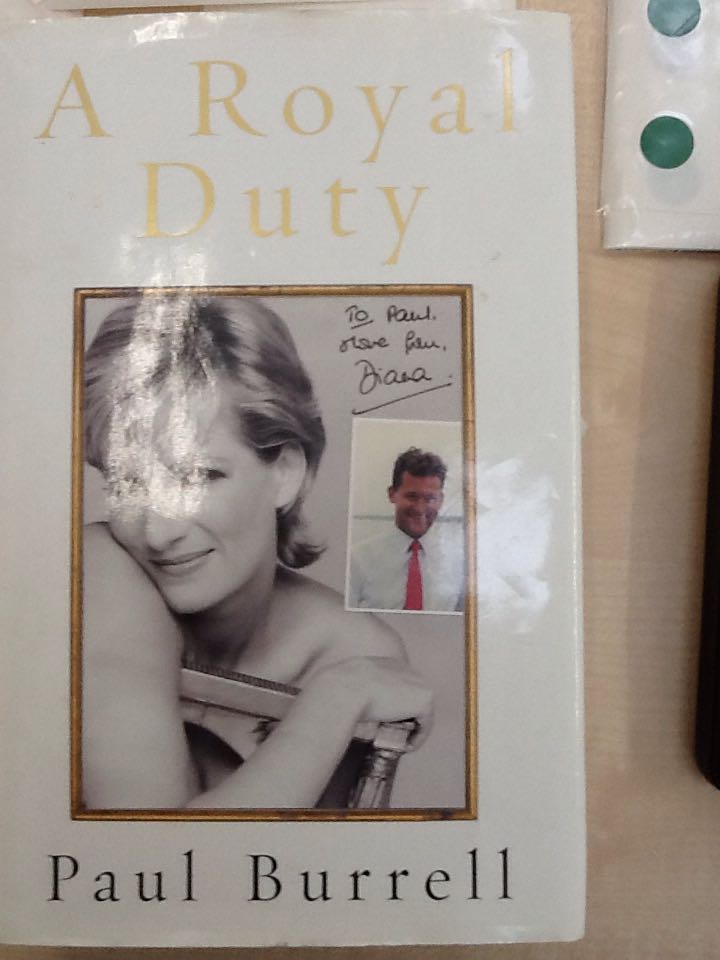 A Royal
Duty
To Paul.
Love from,
Diana.
Paul Burrell